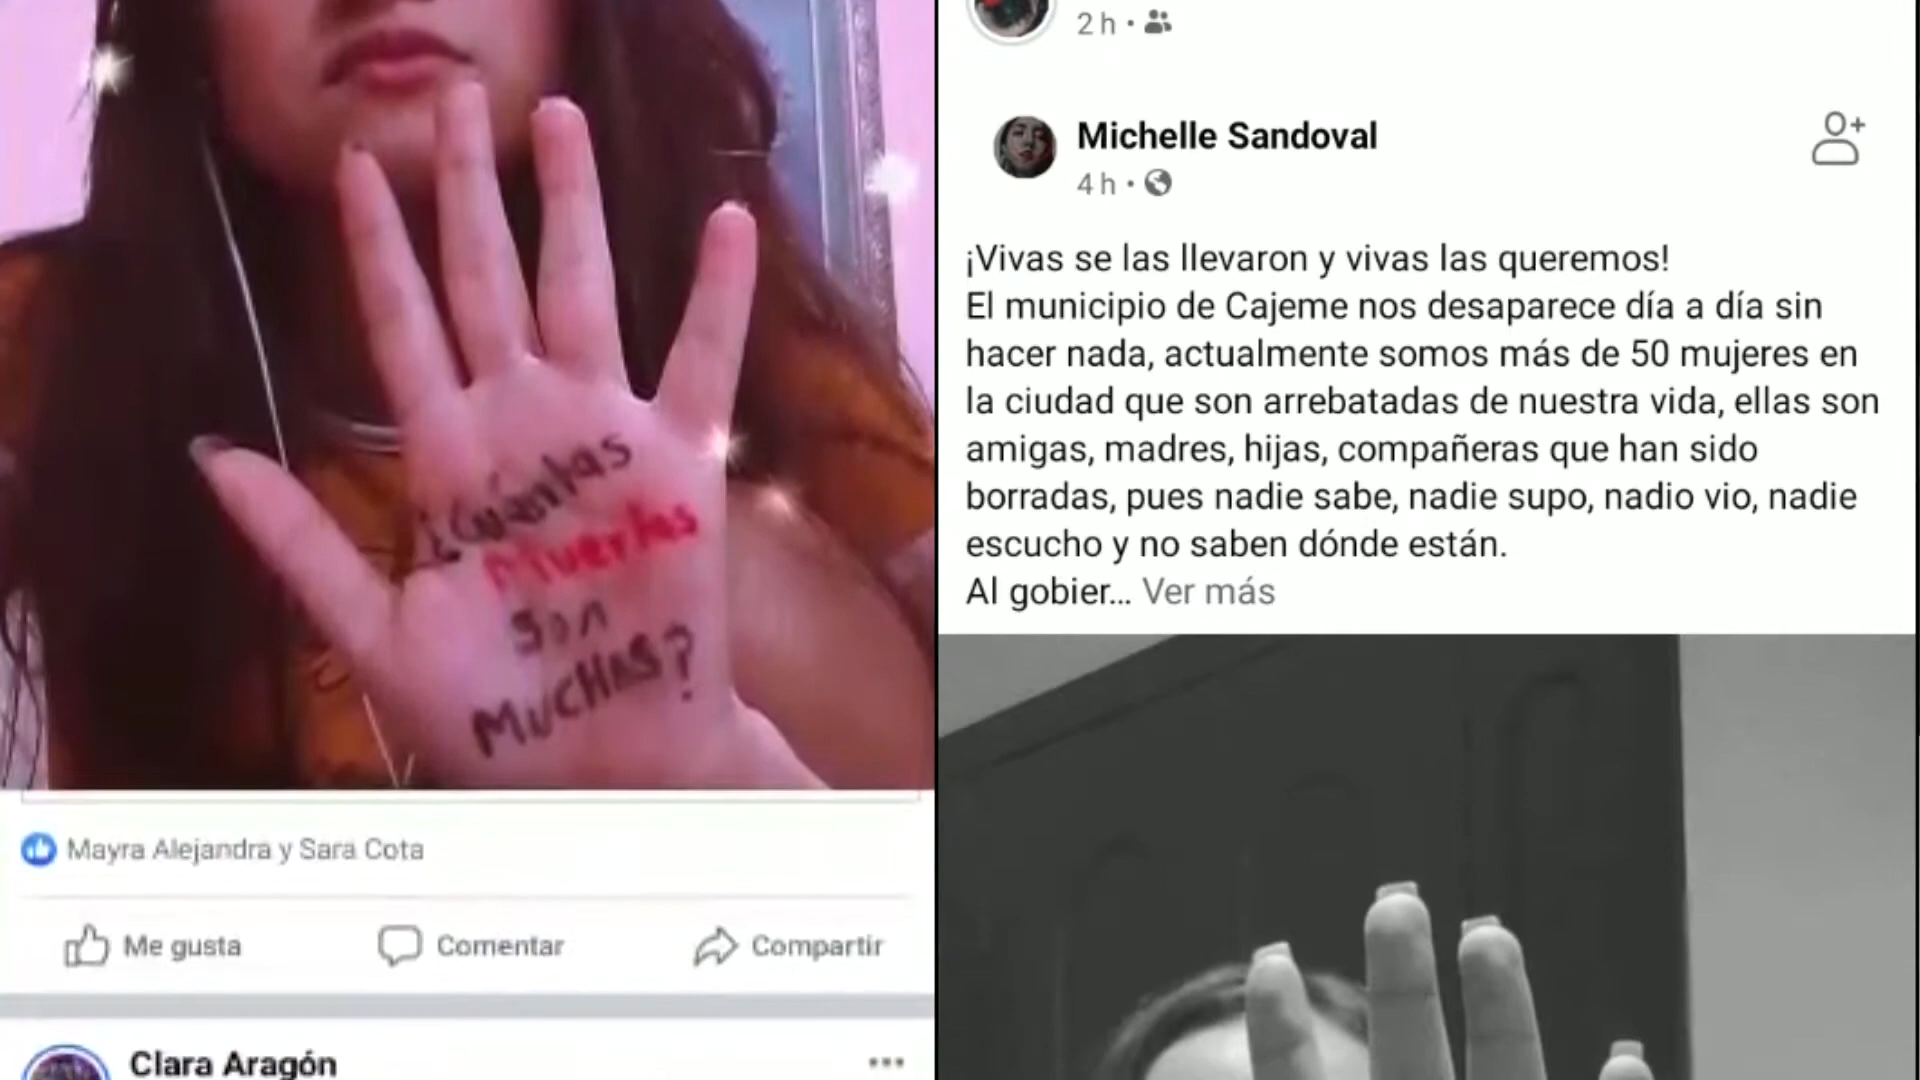 ¿Cuántas
Muertas
son
MUCHAS?
Mayra Alejandra y Sara Cota
Me gusta
Comentar
Compartir
Clara Aragón
2 h
Michelle Sandoval
4 h
¡Vivas se las llevaron y vivas las queremos!
El municipio de Cajeme nos desaparece día a día sin
hacer nada, actualmente somos más de 50 mujeres en
la ciudad que son arrebatadas de nuestra vida, ellas son
amigas, madres, hijas, compañeras que han sido
borradas, pues nadie sabe, nadie supo, nadio vio, nadie
escucho y no saben dónde están.
Al gobier... Ver más